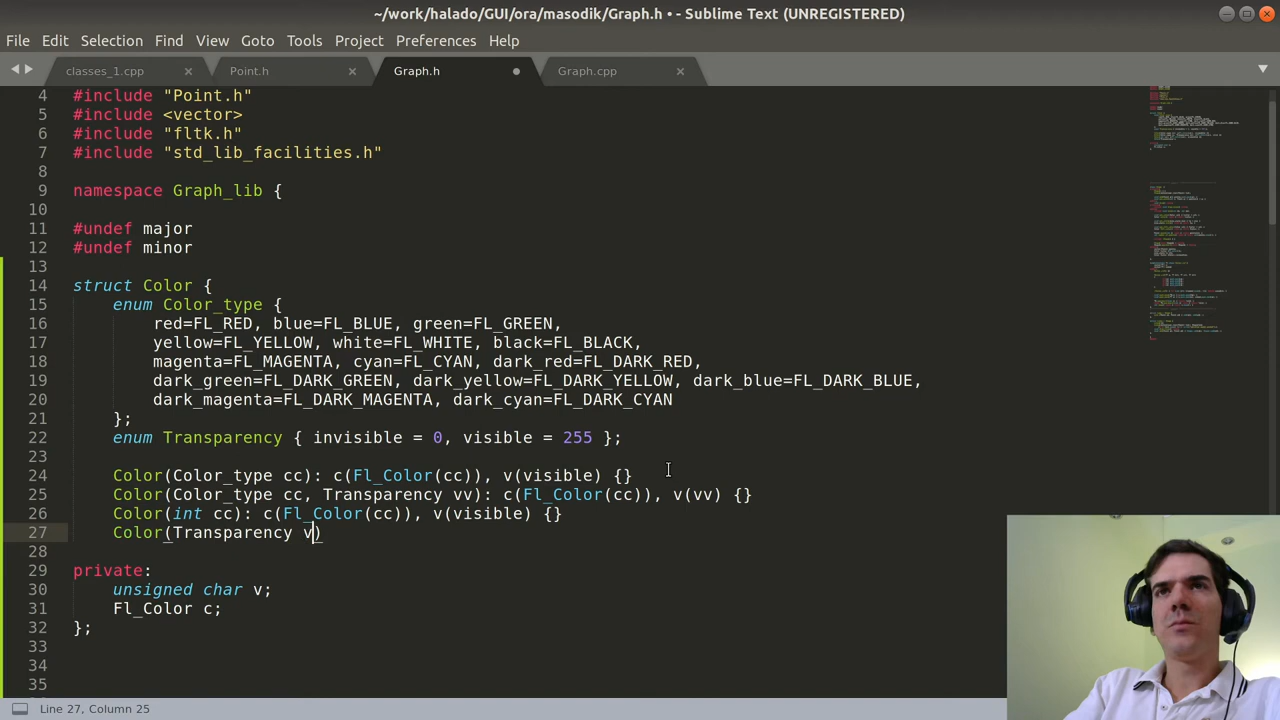 ~/work/halado/GUI/ora/masodik/Graph.h • - Sublime Text (UNREGISTERED)
File Edit Selection Find View Goto Tools Project Preferences Help
classes_1.cpp Point.h Graph.h Graph.cpp
4 #include "Point.h"
5 #include <vector>
6 #include "fltk.h"
7 #include "std_lib_facilities.h"
8
9 namespace Graph_lib {
10
11 #undef major
12 #undef minor
13
14 struct Color {
15 enum Color_type {
16 red=FL_RED, blue=FL_BLUE, green=FL_GREEN,
17 yellow=FL_YELLOW, white=FL_WHITE, black=FL_BLACK,
18 magenta=FL_MAGENTA, cyan=FL_CYAN, dark_red=FL_DARK_RED,
19 dark_green=FL_DARK_GREEN, dark_yellow=FL_DARK_YELLOW, dark_blue=FL_DARK_BLUE,
20 dark_magenta=FL_DARK_MAGENTA, dark_cyan=FL_DARK_CYAN
21 };
22 enum Transparency { invisible = 0, visible = 255 };
23
24 Color(Color_type cc): c(Fl_Color(cc)), v(visible) {}
25 Color(Color_type cc, Transparency vv): c(Fl_Color(cc)), v(vv) {}
26 Color(int cc): c(Fl_Color(cc)), v(visible) {}
27 Color(Transparency v)
28
29 private:
30 unsigned char v;
31 Fl_Color c;
32 };
33
34
35
Line 27, Column 25